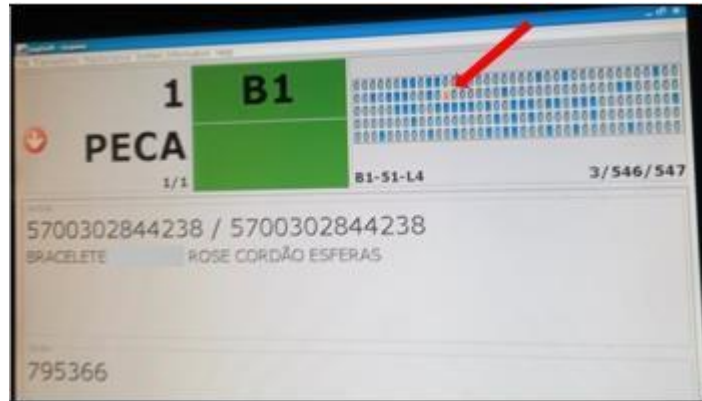 1
B1
PECA
1/1
B1-S1-L4
3/546/547
5700302844238 / 5700302844238
BRACELETE ROSE CORDÃO ESFERAS
795366